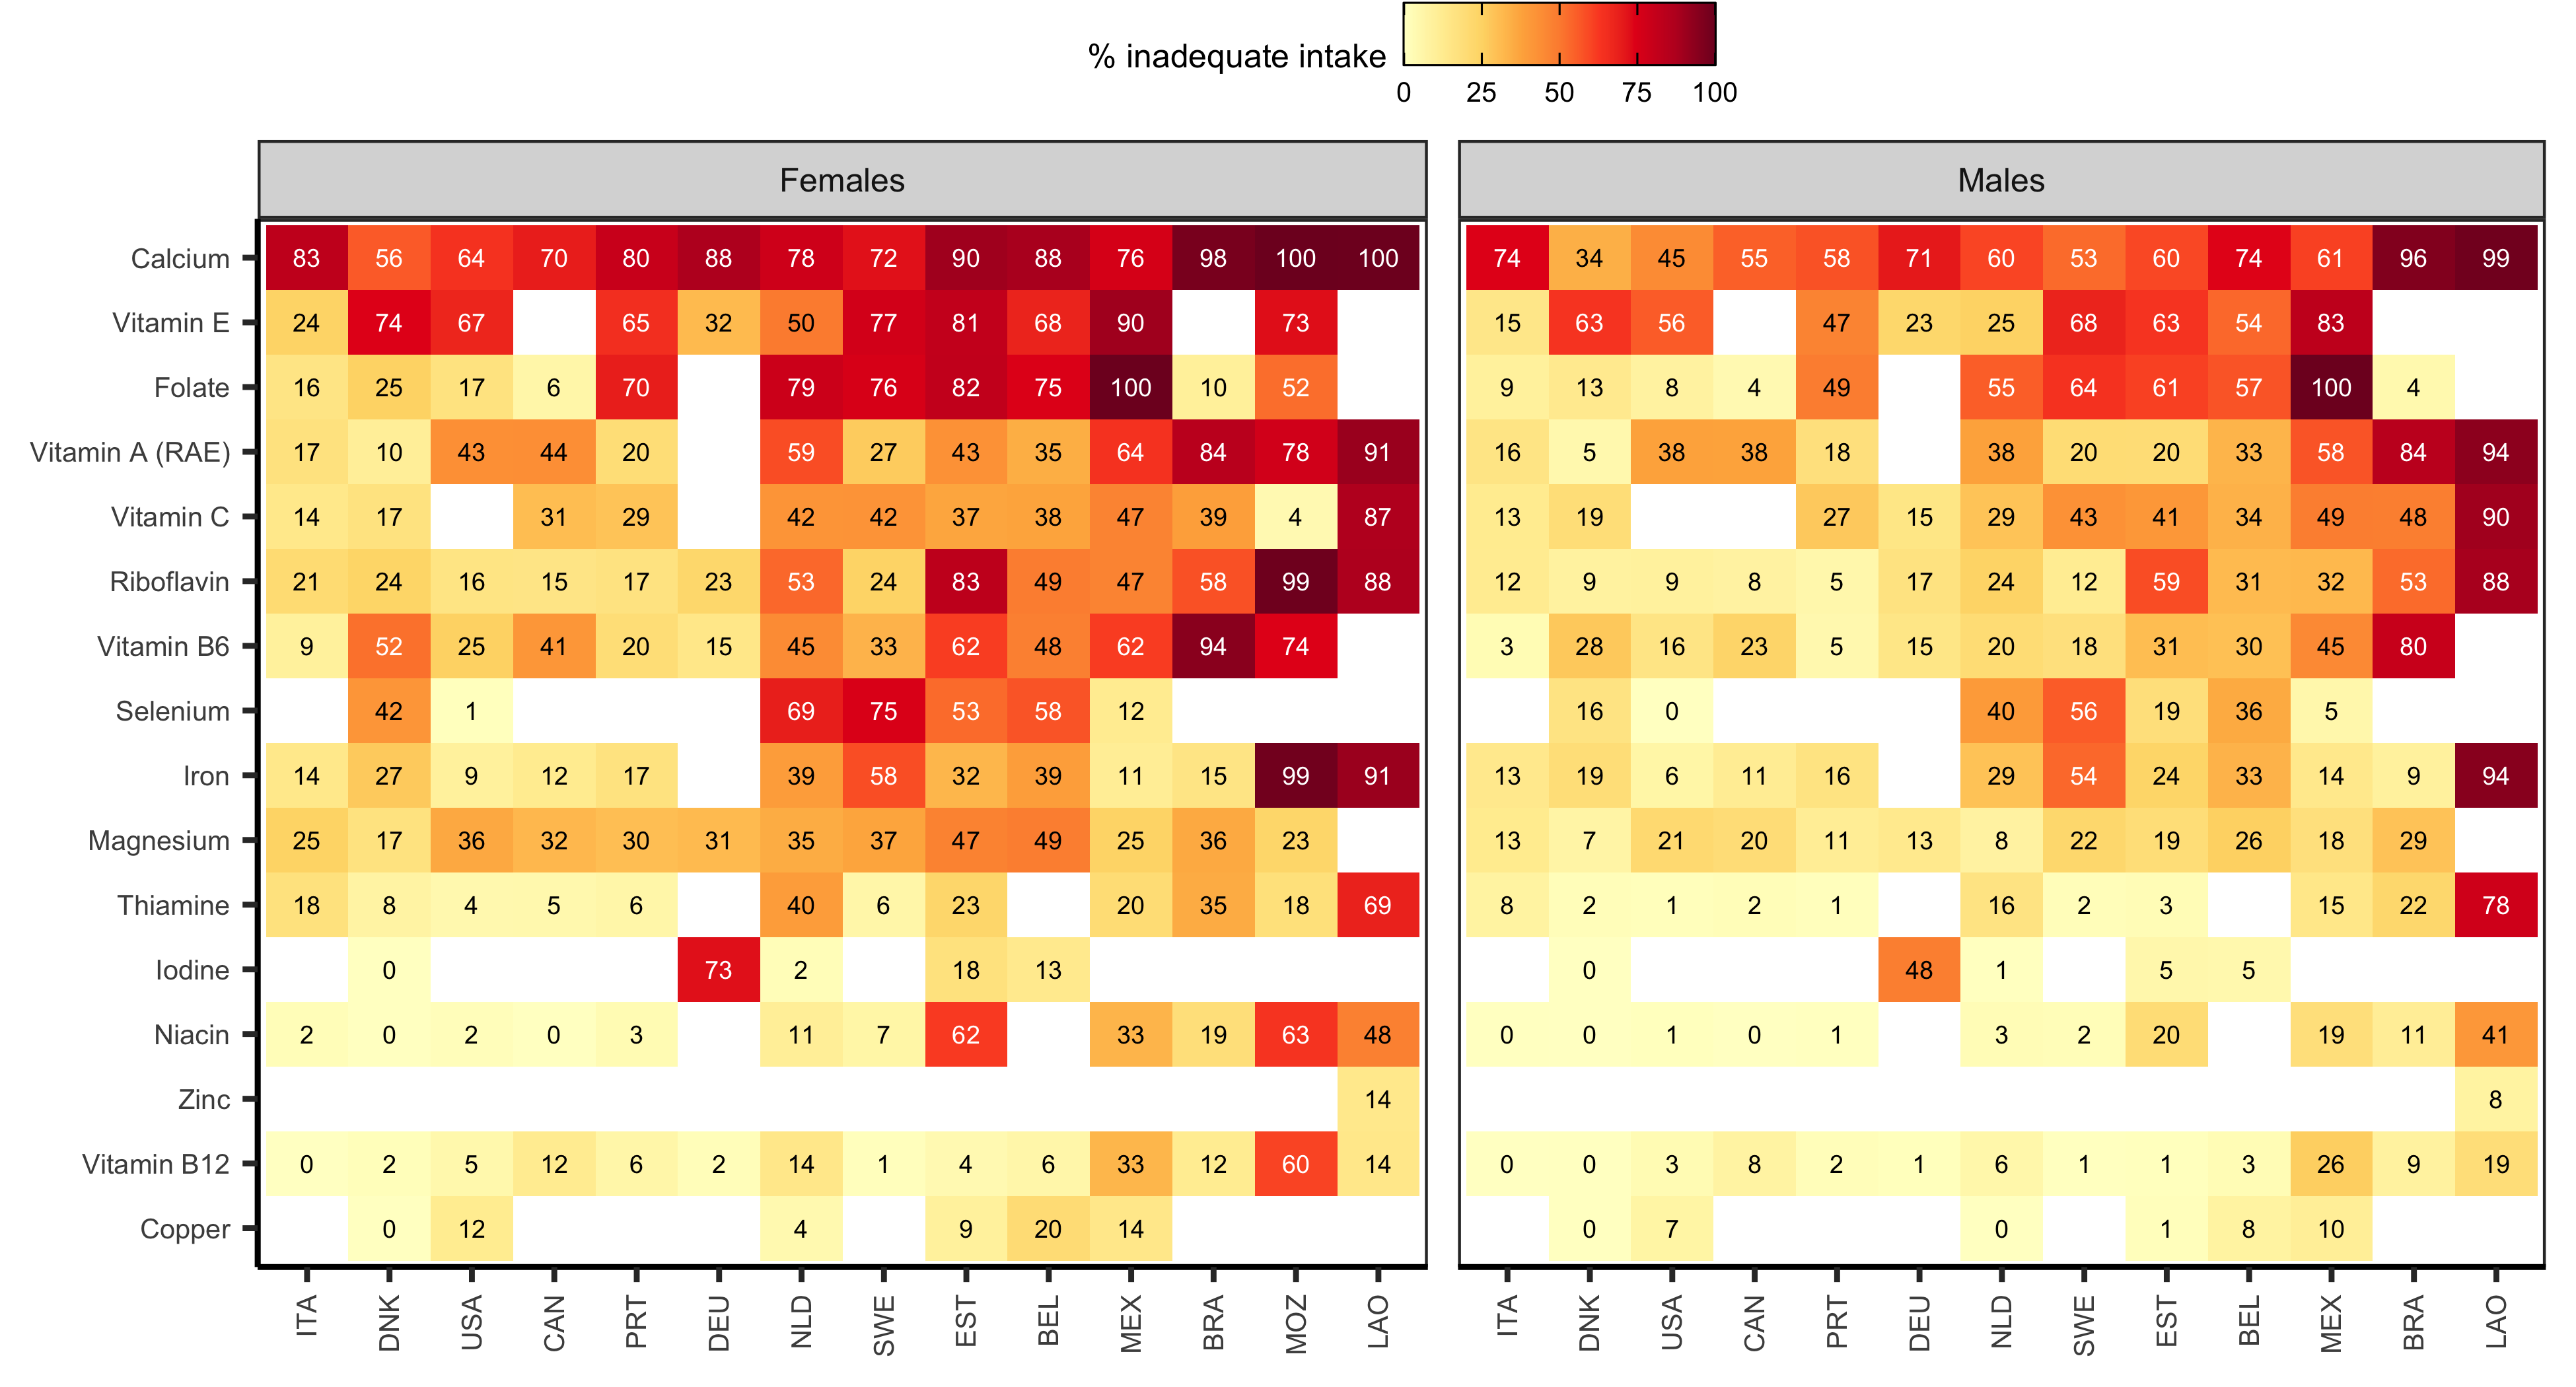 % inadequate intake
0 25 50 75 100
Females Males
Calcium 83 56 64 70 80 88 78 72 90 88 76 98 100 100 74 34 45 55 58 71 60 53 60 74 61 96 99
Vitamin E 24 74 67 65 32 50 77 81 68 90 73 15 63 56 47 23 25 68 63 54 83
Folate 16 25 17 6 70 79 76 82 75 100 10 52 9 13 8 4 49 55 64 61 57 100 4
Vitamin A (RAE) 17 10 43 44 20 59 27 43 35 64 84 78 91 16 5 38 38 18 38 20 20 33 58 84 94
Vitamin C 14 17 31 29 42 42 37 38 47 39 4 87 13 19 27 15 29 43 41 34 49 48 90
Riboflavin 21 24 16 15 17 23 53 24 83 49 47 58 99 88 12 9 9 8 5 17 24 12 59 31 32 53 88
Vitamin B6 9 52 25 41 20 15 45 33 62 48 62 94 74 3 28 16 23 5 15 20 18 31 30 45 80
Selenium 42 1 69 75 53 58 12 16 0 40 56 19 36 5
Iron 14 27 9 12 17 39 58 32 39 11 15 99 91 13 19 6 11 16 29 54 24 33 14 9 94
Magnesium 25 17 36 32 30 31 35 37 47 49 25 36 23 13 7 21 20 11 13 8 22 19 26 18 29
Thiamine 18 8 4 5 6 40 6 23 20 35 18 69 8 2 1 2 1 16 2 3 15 22 78
Iodine 0 73 2 18 13 0 48 1 5 5
Niacin 2 0 2 0 3 11 7 62 33 19 63 48 0 0 1 0 1 3 2 20 19 11 41
Zinc 14 8
Vitamin B12 0 2 5 12 6 2 14 1 4 6 33 12 60 14 0 0 3 8 2 1 6 1 1 3 26 9 19
Copper 0 12 4 9 20 14 0 7 0 1 8 10
ITA DNK USA CAN PRT DEU NLD SWE EST BEL MEX BRA MOZ LAO ITA DNK USA CAN PRT DEU NLD SWE EST BEL MEX BRA LAO